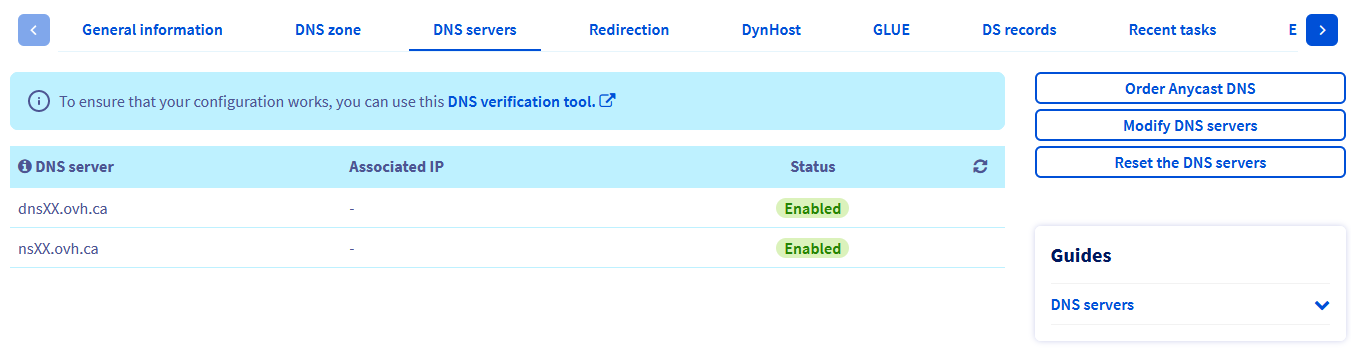 General information DNS zone DNS servers Redirection DynHost GLUE DS records Recent tasks E
To ensure that your configuration works, you can use this DNS verification tool.
Order Anycast DNS
Modify DNS servers
Reset the DNS servers
DNS server Associated IP Status
dnsXX.ovh.ca - Enabled
nsXX.ovh.ca - Enabled
Guides
DNS servers